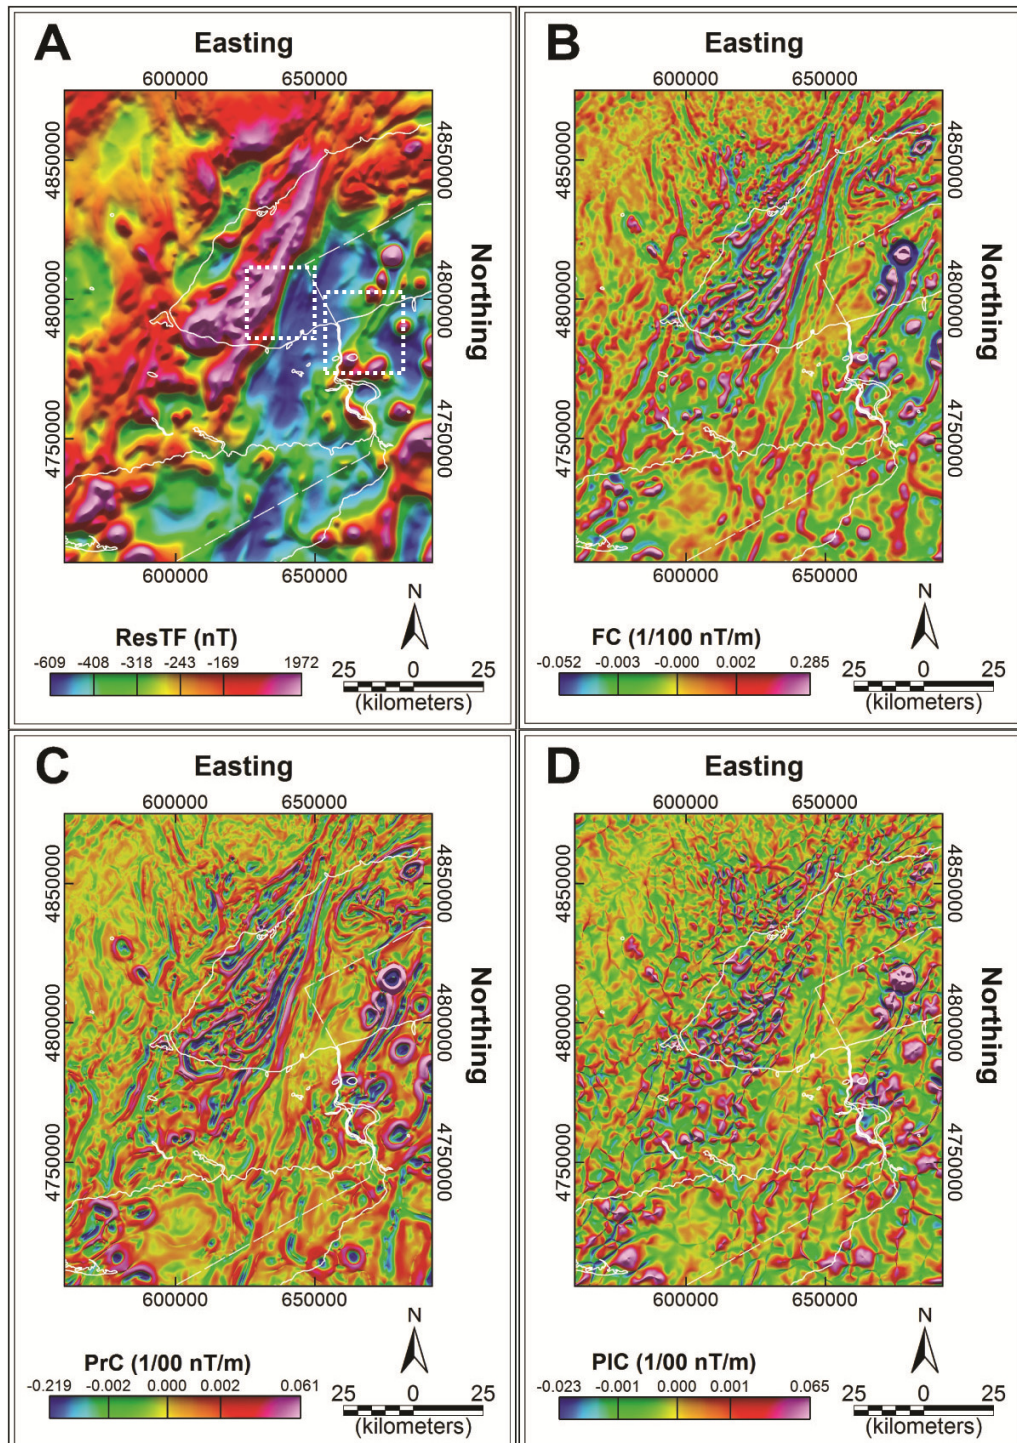 A
Easting
600000 650000
4850000
4800000
4750000
4850000
4800000
4750000
Northing
600000 650000
N
ResTF (nT)
-609 -408 -318 -243 -169 1972
25 0 25
(kilometers)
B
Easting
600000 650000
4850000
4800000
4750000
4850000
4800000
4750000
Northing
600000 650000
N
FC (1/100 nT/m)
-0.052 -0.003 -0.000 0.002 0.285
25 0 25
(kilometers)
C
Easting
600000 650000
4850000
4800000
4750000
4850000
4800000
4750000
Northing
600000 650000
N
PrC (1/00 nT/m)
-0.219 -0.002 0.000 0.002 0.061
25 0 25
(kilometers)
D
Easting
600000 650000
4850000
4800000
4750000
4850000
4800000
4750000
Northing
600000 650000
N
PlC (1/00 nT/m)
-0.023 -0.001 0.000 0.001 0.065
25 0 25
(kilometers)